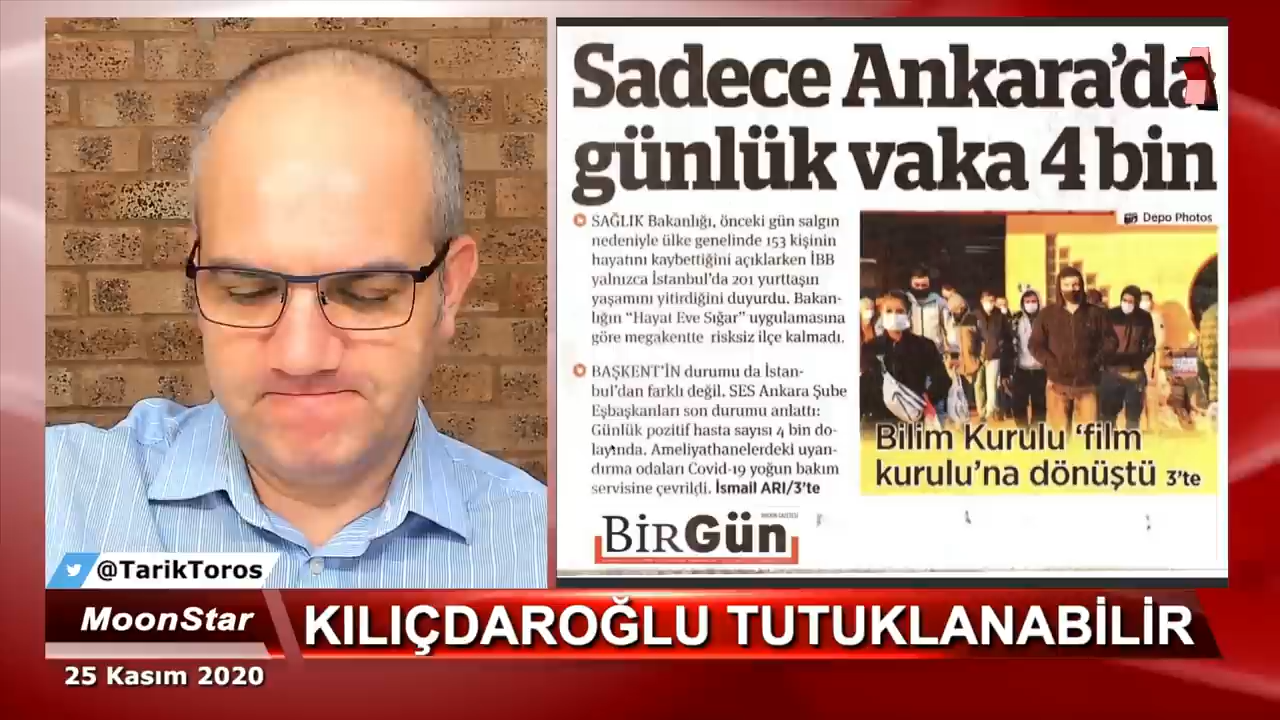 Sadece Ankara'da
günlük vaka 4 bin
SAĞLIK Bakanlığı, önceki gün salgın
nedeniyle ülke genelinde 153 kişinin
hayatını kaybettiğini açıklarken İBB
yalnızca İstanbul'da 201 yurttaşın
yaşamını yitirdiğini duyurdu. Bakan-
lığın "Hayat Eve Sığar" uygulamasına
göre megakentte risksiz ilçe kalmadı.
BAŞKENT'İN durumu da İstan-
bul'dan farklı değil. SES Ankara Şube
Eşbaşkanları son durumu anlattı:
Günlük pozitif hasta sayısı 4 bin do-
layında. Ameliyathanelerdeki uyan-
dırma odaları Covid-19 yoğun bakım
servisine çevrildi. İsmail ARI/3'te
Depo Photos
Bilim Kurulu 'film
kurulu'na dönüştü 3'te
BirGün
@TarikToros
MoonStar
KILIÇDAROĞLU TUTUKLANABİLİR
25 Kasım 2020